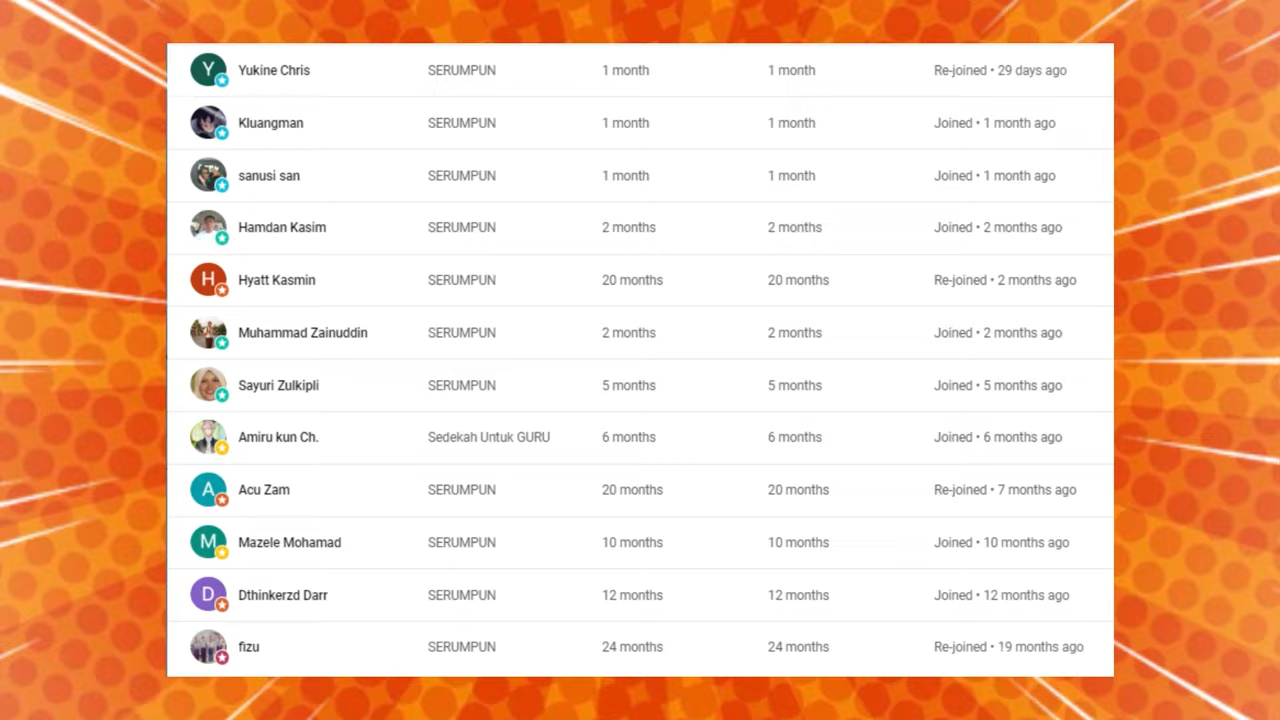 Y Yukine Chris SERUMPUN 1 month 1 month Re-joined • 29 days ago
Kluangman SERUMPUN 1 month 1 month Joined • 1 month ago
sanusi san SERUMPUN 1 month 1 month Joined • 1 month ago
Hamdan Kasim SERUMPUN 2 months 2 months Joined • 2 months ago
H Hyatt Kasmin SERUMPUN 20 months 20 months Re-joined • 2 months ago
Muhammad Zainuddin SERUMPUN 2 months 2 months Joined • 2 months ago
Sayuri Zulkipli SERUMPUN 5 months 5 months Joined • 5 months ago
Amiru kun Ch. Sedekah Untuk GURU 6 months 6 months Joined • 6 months ago
A Acu Zam SERUMPUN 20 months 20 months Re-joined • 7 months ago
M Mazele Mohamad SERUMPUN 10 months 10 months Joined • 10 months ago
D Dthinkerzd Darr SERUMPUN 12 months 12 months Joined • 12 months ago
fizu SERUMPUN 24 months 24 months Re-joined • 19 months ago